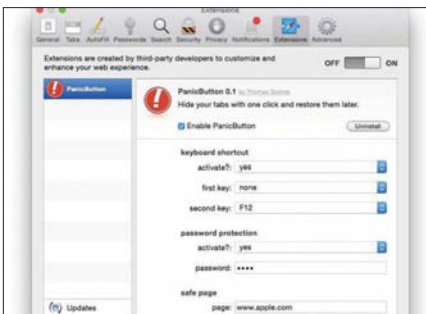 Extensions
General Tabs AutoFill Passwords Search Security Privacy Notifications Extensions Advanced
Extensions are created by third-party developers to customize and
enhance your web experience.
OFF ON
PanicButton
PanicButton 0.1 by Thomas
Hide your tabs with one click and restore them later.
Enable PanicButton
Uninstall
keyboard shortcut
activate?: yes
first key: none
second key: F12
password protection
activate?: yes
password: ••••
safe page
page: www.apple.com
Updates